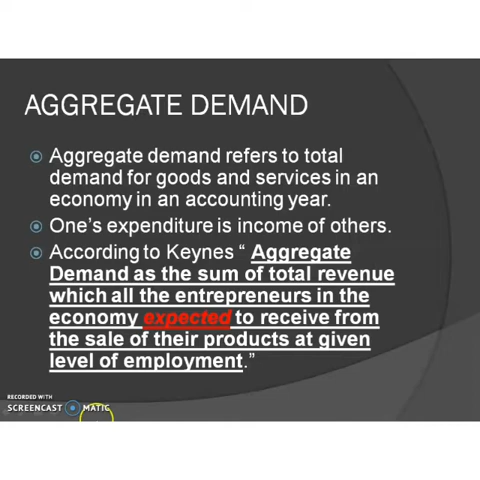 AGGREGATE DEMAND
Aggregate demand refers to total
demand for goods and services in an
economy in an accounting year.
One's expenditure is income of others.
According to Keynes “ Aggregate
Demand as the sum of total revenue
which all the entrepreneurs in the
economy expected to receive from
the sale of their products at given
level of employment.”
RECORDED WITH
SCREENCAST MATIC